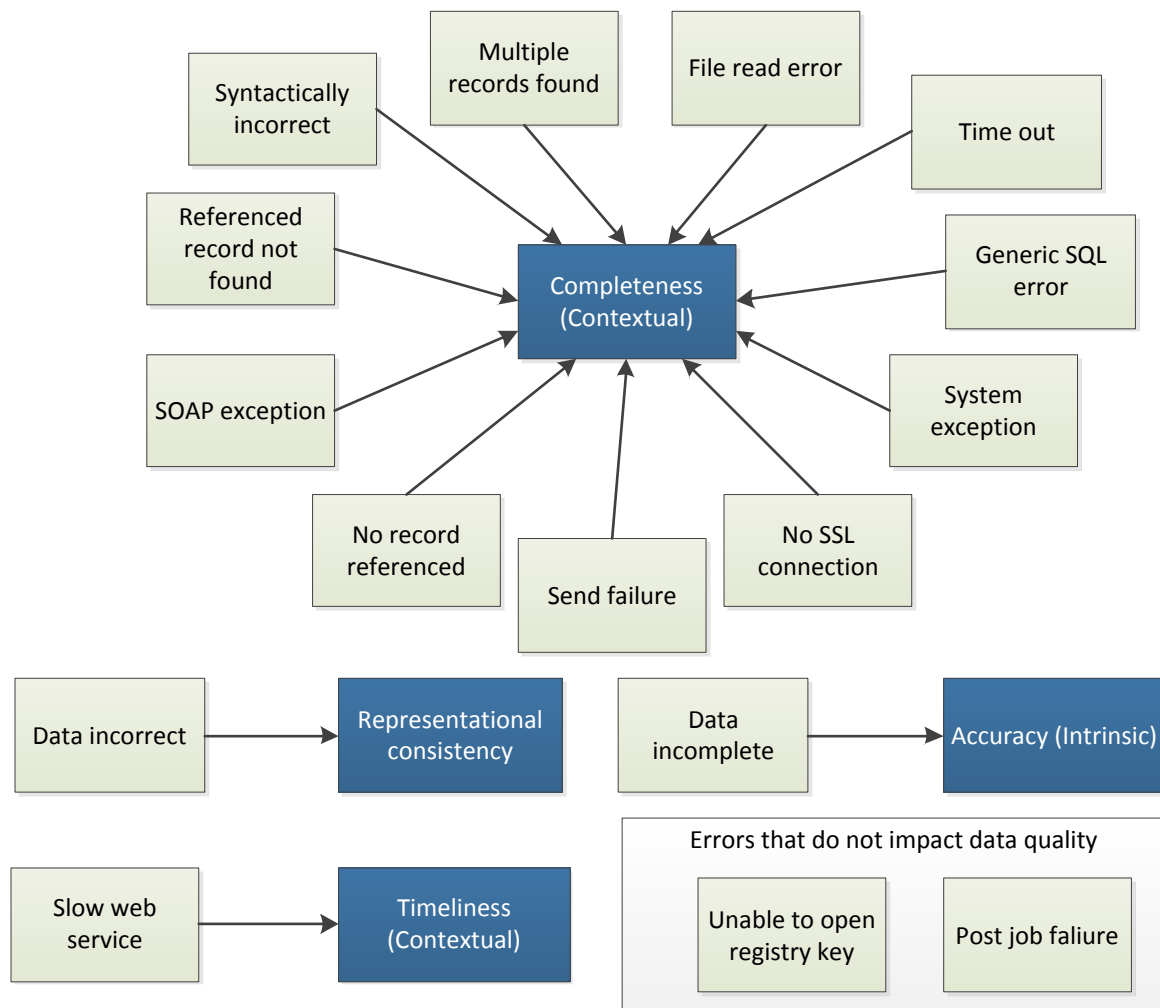 Multiple
records found
File read error
Syntactically
incorrect
Time out
Referenced
record not
found
Generic SQL
error
Completeness
(Contextual)
SOAP exception
System
exception
No record
referenced
No SSL
connection
Send failure
Data incorrect
Representational
consistency
Data
incomplete
Accuracy (Intrinsic)
Errors that do not impact data quality
Slow web
service
Timeliness
(Contextual)
Unable to open
registry key
Post job faliure